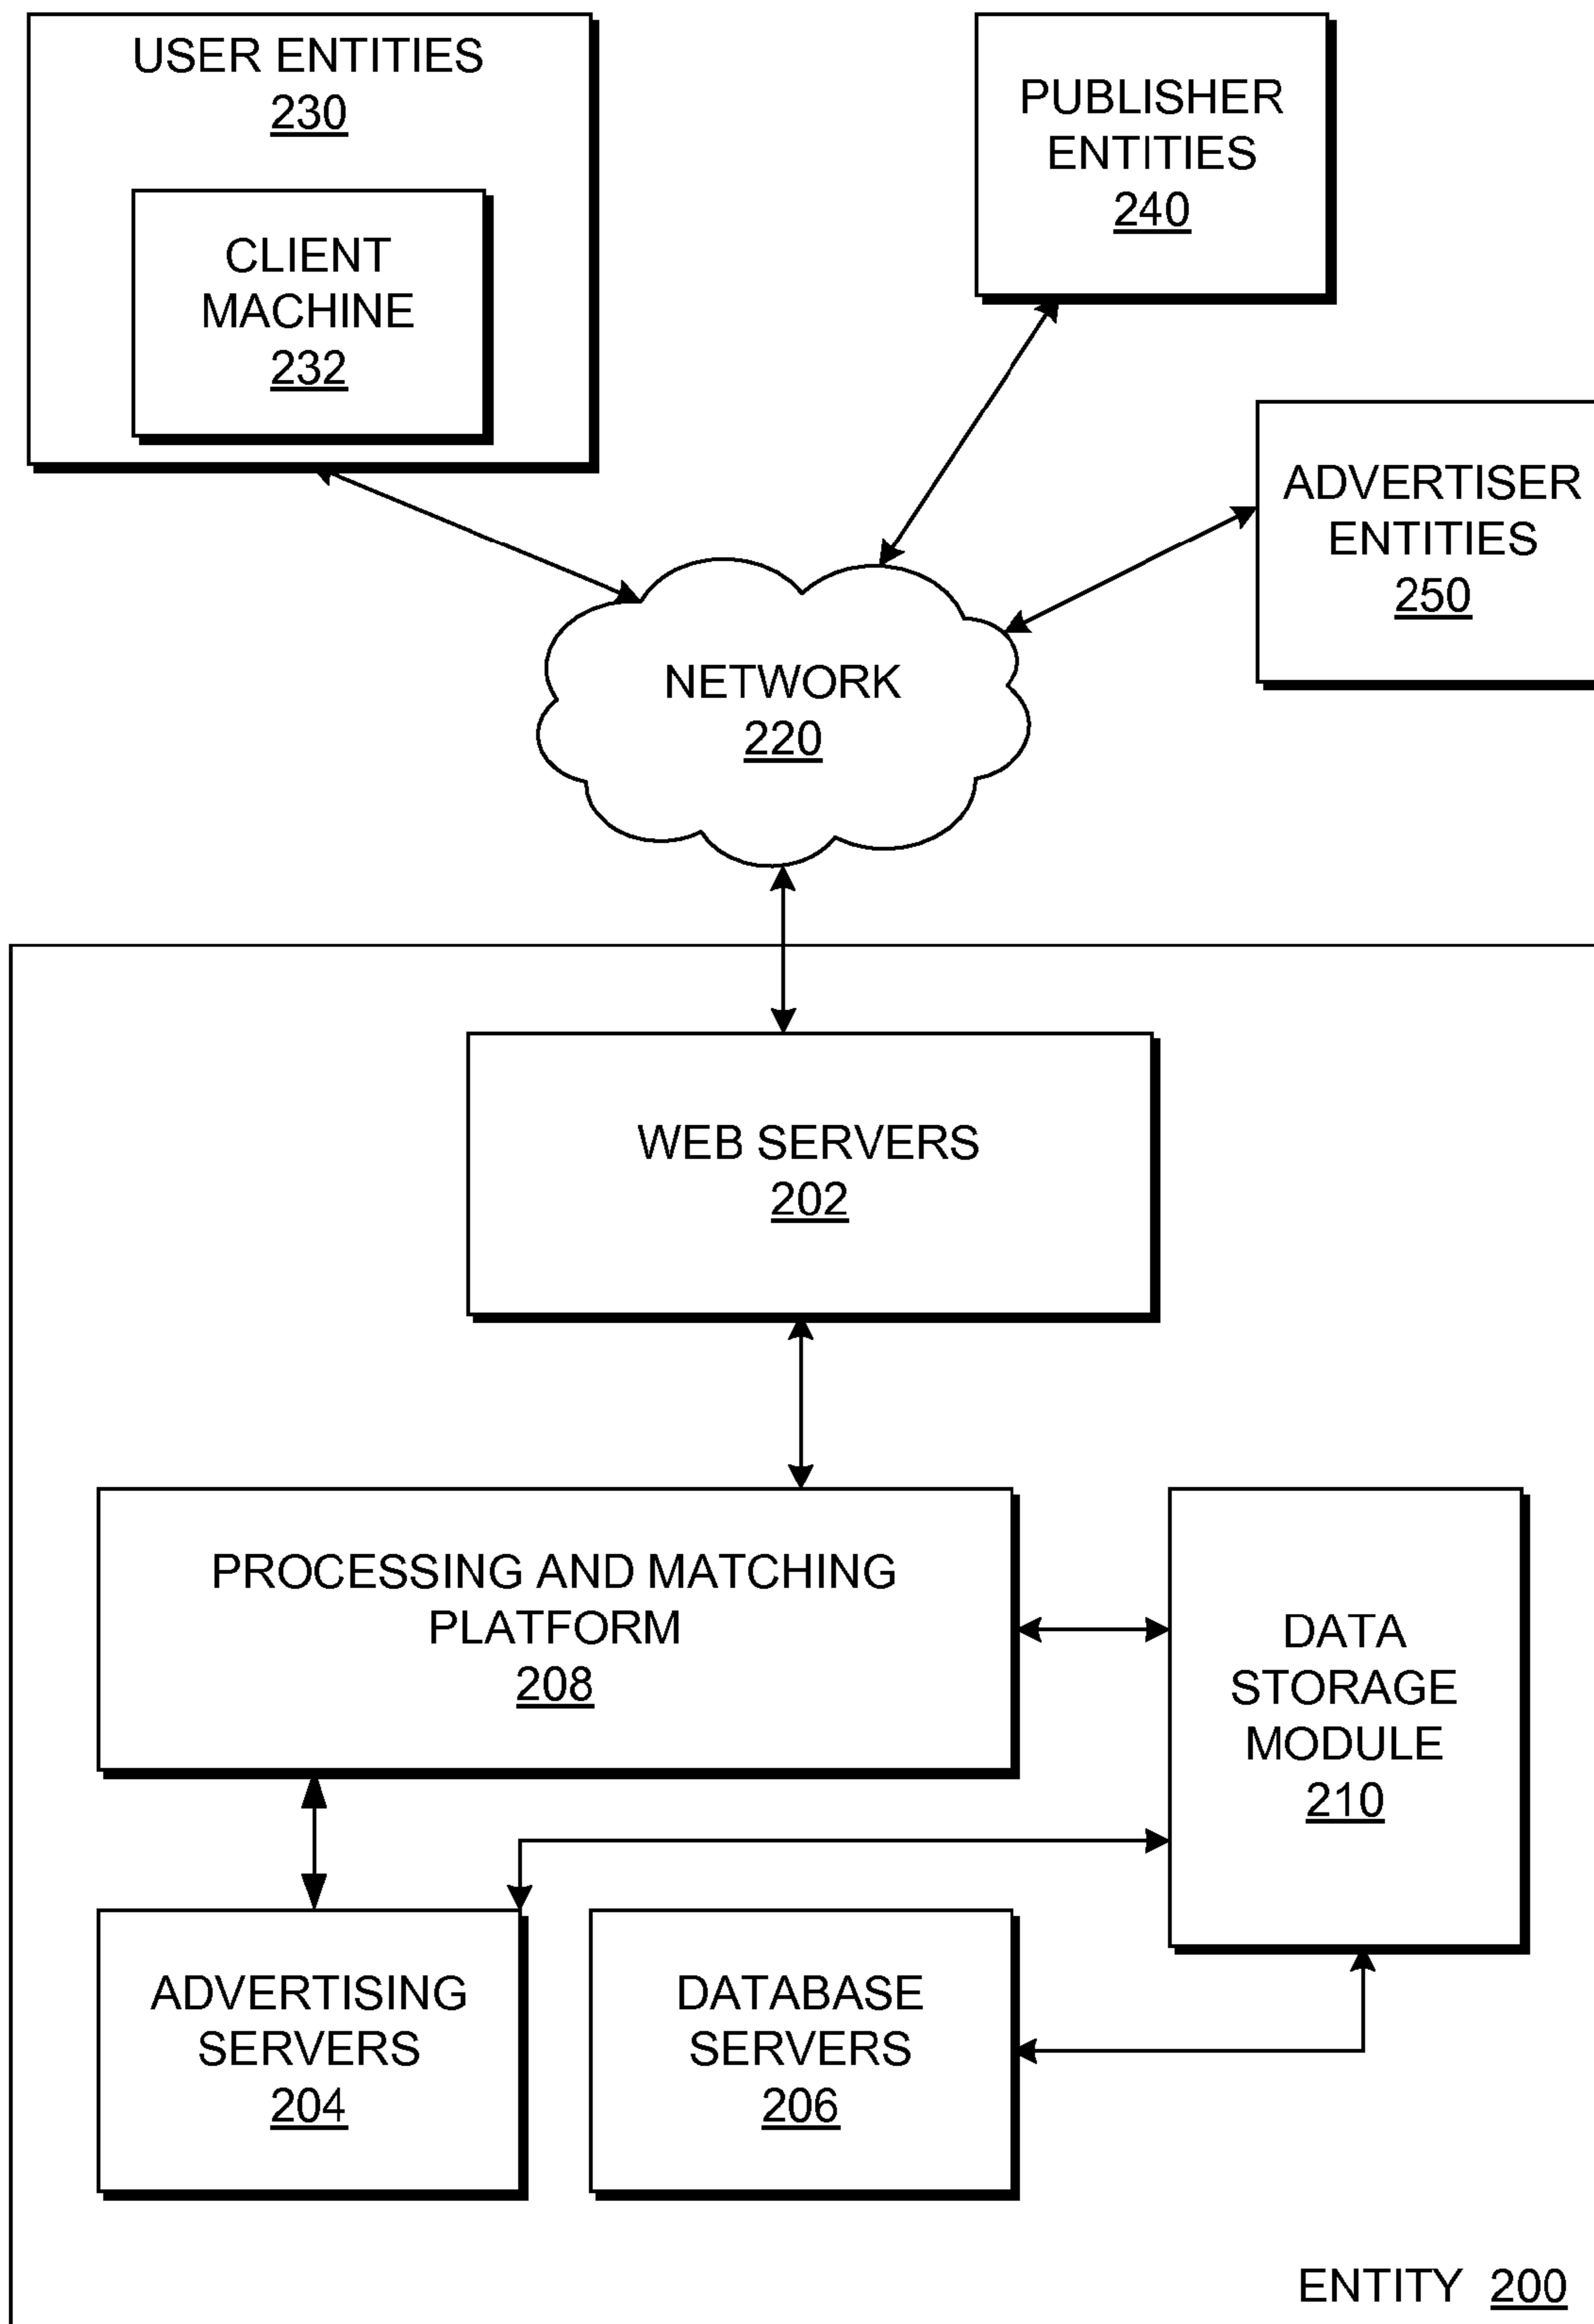 USER ENTITIES
230
CLIENT
MACHINE
232
PUBLISHER
ENTITIES
240
ADVERTISER
ENTITIES
250
NETWORK
220
WEB SERVERS
202
PROCESSING AND MATCHING
PLATFORM
208
DATA
STORAGE
MODULE
210
ADVERTISING
SERVERS
204
DATABASE
SERVERS
206
ENTITY 200